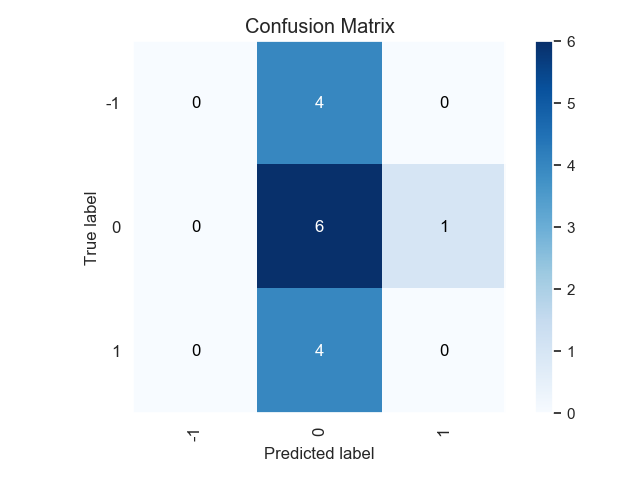 Confusion Matrix
True label
-1 0 4 0
0 0 6 1
1 0 4 0
-1 0 1
Predicted label
6
5
4
3
2
1
0